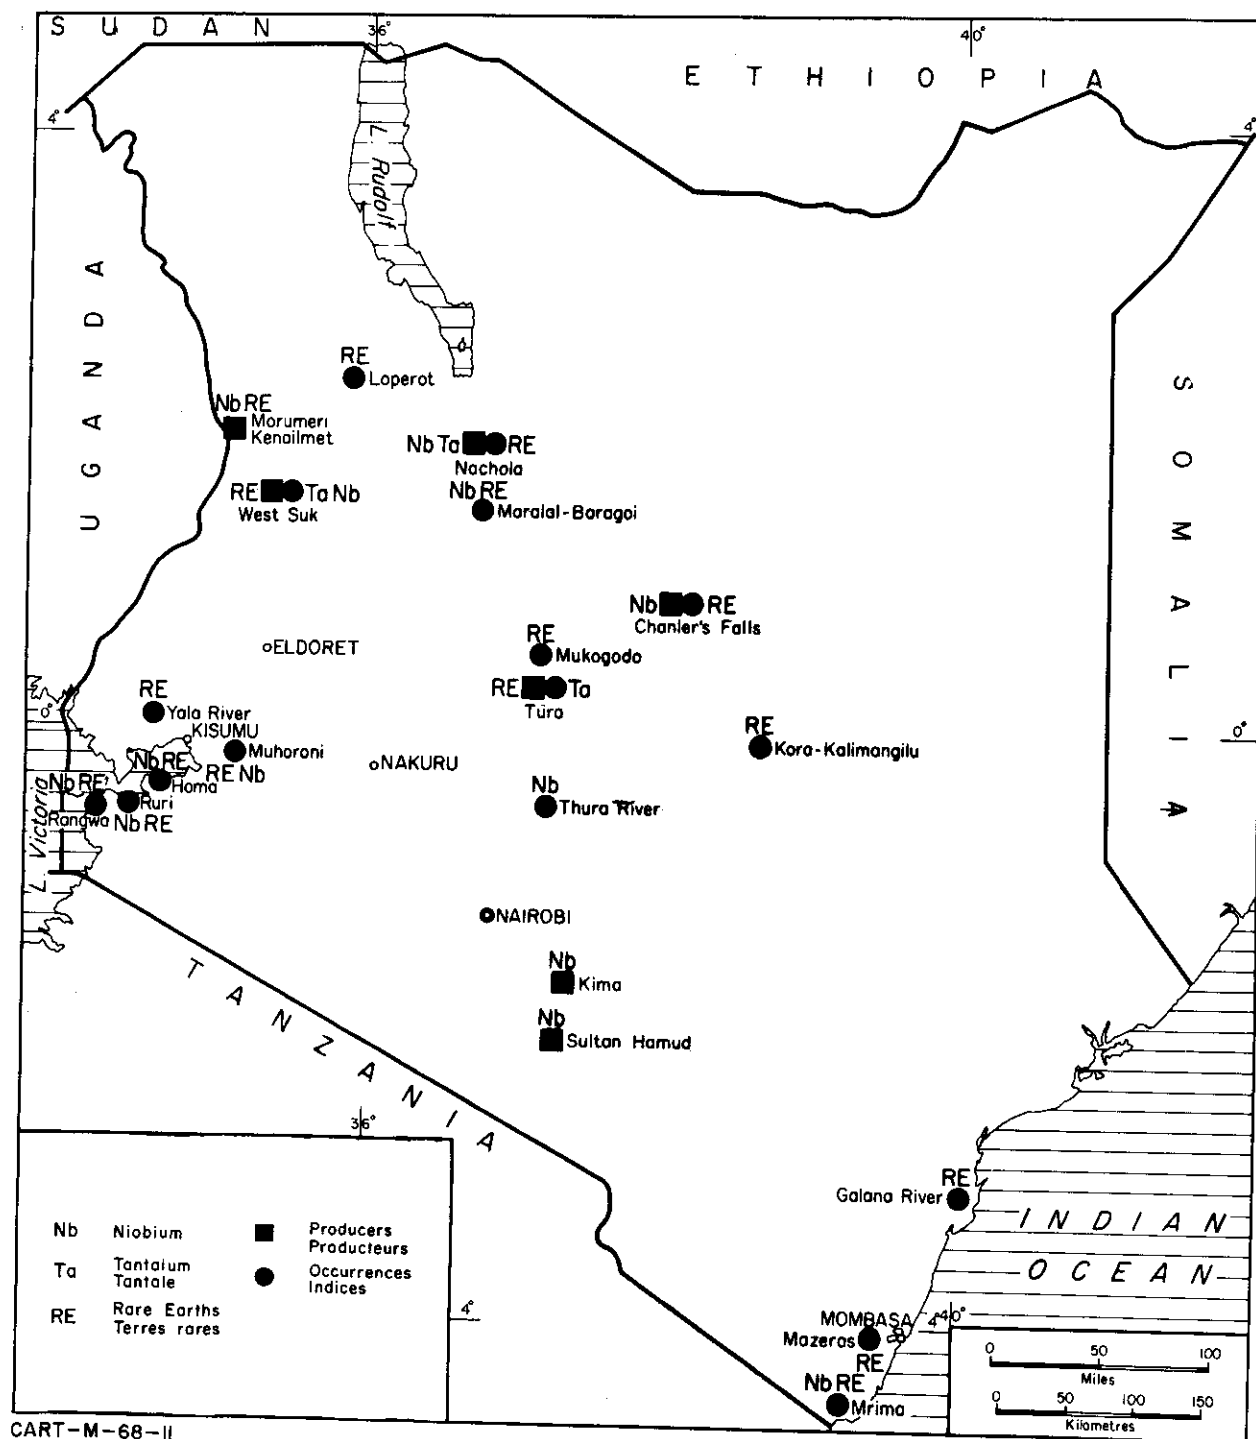 SUDAN
36°
40°
ETHIOPIA
4°
4°
L. Rudolf
UGANDA
SOMALIA
RE
Loperot
Nb RE
Morumeri
Kenailmet
Nb Ta
RE
Nachola
RE
Ta Nb
West Suk
Nb RE
Maralal-Baragoi
Nb
RE
Chanler's Falls
ELDORET
RE
Mukogodo
RE
Ta
RE
Yala River
0°
KISUMU
Muhoroni
RE Nb
NAKURU
RE
Kora-Kalimangilu
0°
Nb RE
Homa
Nb RE
Rangwa
Ruri
Nb RE
L. Victoria
Nb
Thura River
NAIROBI
Nb
Kima
Nb
Sultan Hamud
TANZANIA
36°
RE
Galana River
INDIAN
OCEAN
Nb Niobium
Producers
Producteurs
Ta Tantalum
Tantale
Occurrences
Indices
RE Rare Earths
Terres rares
4°
MOMBASA
4°
40°
Mazeras
RE
Nb RE
Mrima
0 50 100
Miles
0 50 100 150
Kilometres
CART-M-68-11